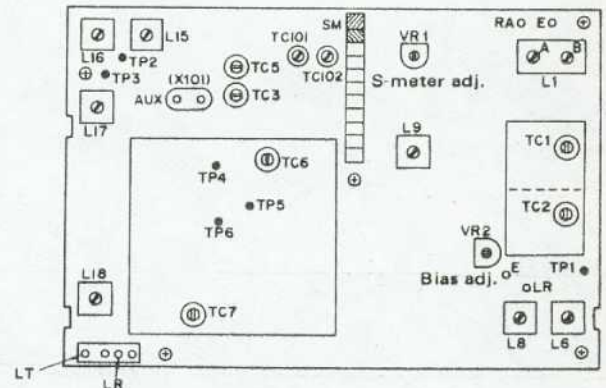 SM
RAO EO
L16
L15
TC101
TC102
VR1
A
B
TP2
TP3
(X101)
TC5
S-meter adj.
L1
AUX
TC3
L17
L9
TC1
TC6
TP4
TP5
TC2
TP6
VR2
E
TP1
L18
Bias adj.
LR
TC7
L8
L6
LT
LR